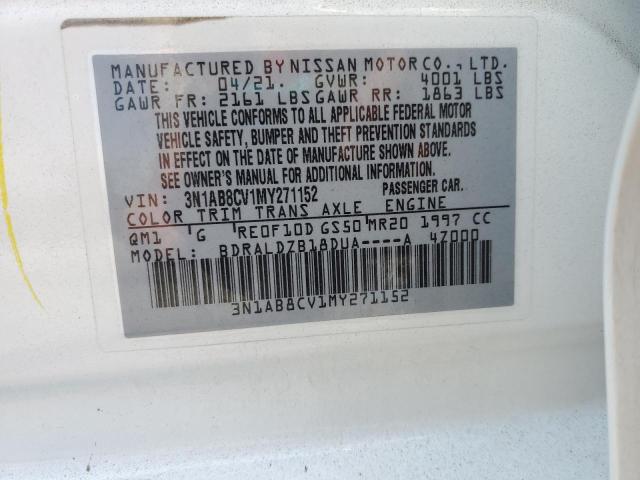 MANUFACTURED BY NISSAN MOTOR CO., LTD.
DATE: 04/21. GVWR: 4001 LBS
GAWR FR: 2161 LBS GAWR RR: 1863 LBS
THIS VEHICLE CONFORMS TO ALL APPLICABLE FEDERAL MOTOR
VEHICLE SAFETY, BUMPER AND THEFT PREVENTION STANDARDS
IN EFFECT ON THE DATE OF MANUFACTURE SHOWN ABOVE.
SEE OWNER'S MANUAL FOR ADDITIONAL INFORMATION.
VIN: 3N1AB8CV1MY271152 PASSENGER CAR.
COLOR TRIM TRANS AXLE ENGINE
QM1 G RE0F10D GS50 MR20 1997 CC
MODEL: BDRALDZB18DUA----A 4Z000
3N1AB8CV1MY271152